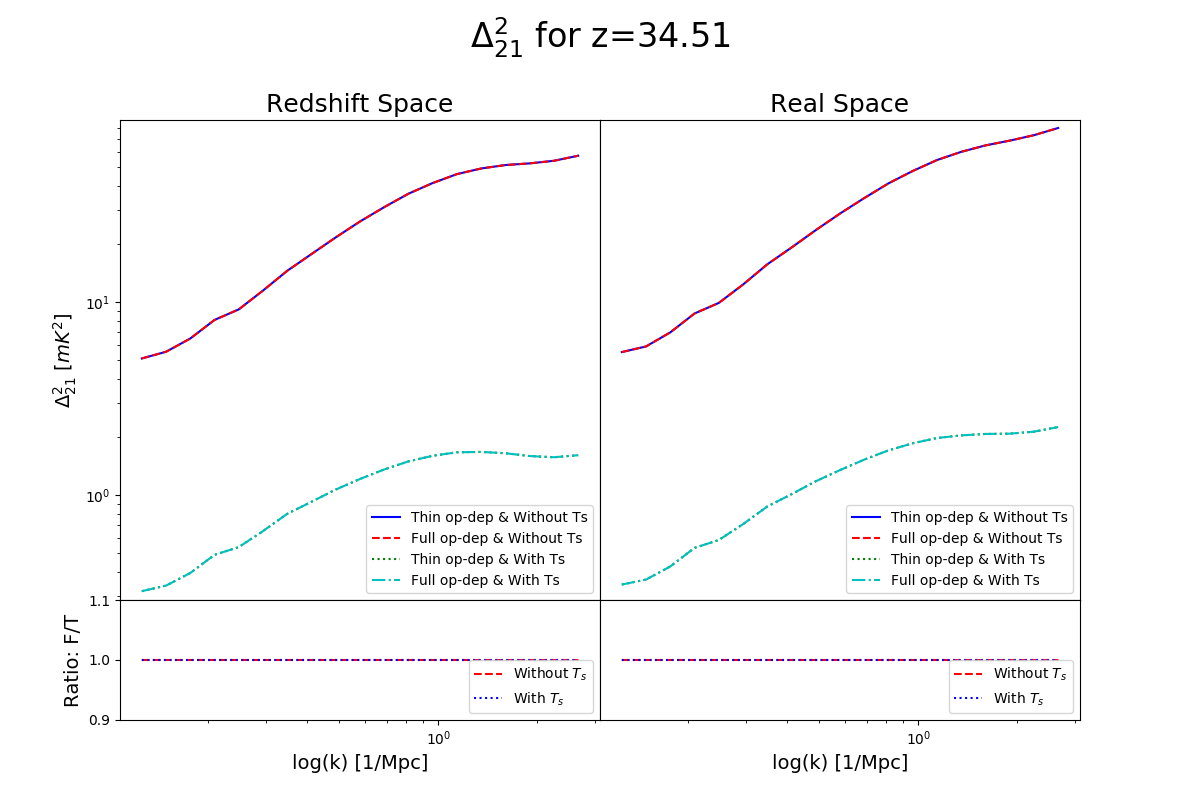 Δ²₂₁ for z=34.51
Redshift Space
Real Space
Δ²₂₁ [mK²]
10¹
10⁰
Thin op-dep & Without Ts
Full op-dep & Without Ts
Thin op-dep & With Ts
Full op-dep & With Ts
Thin op-dep & Without Ts
Full op-dep & Without Ts
Thin op-dep & With Ts
Full op-dep & With Ts
Ratio: F/T
1.1
1.0
0.9
Without Tₛ
With Tₛ
Without Tₛ
With Tₛ
10⁰
10⁰
log(k) [1/Mpc]
log(k) [1/Mpc]